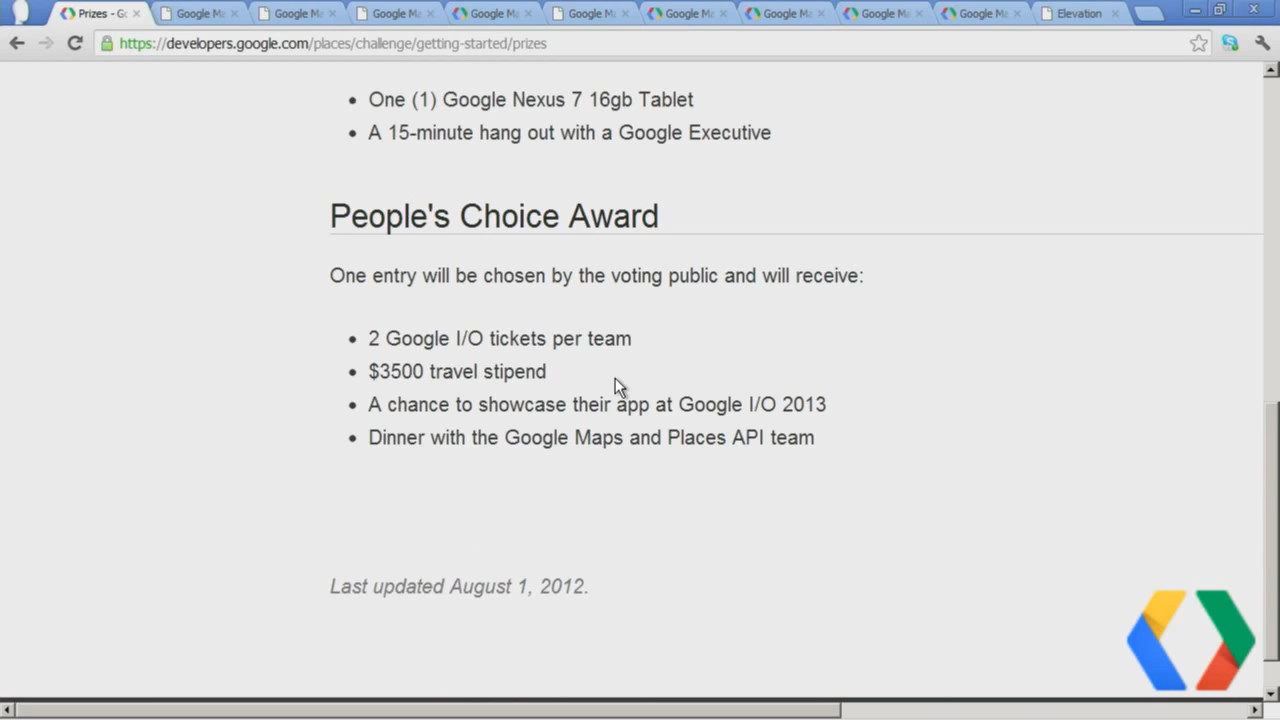 Prizes - Go
Google Ma
Google Ma
Google Ma
Google Ma
Google Ma
Google Ma
Google Ma
Google Ma
Google Ma
Elevation
https://developers.google.com/places/challenge/getting-started/prizes
• One (1) Google Nexus 7 16gb Tablet
• A 15-minute hang out with a Google Executive
People's Choice Award
One entry will be chosen by the voting public and will receive:
• 2 Google I/O tickets per team
• $3500 travel stipend
• A chance to showcase their app at Google I/O 2013
• Dinner with the Google Maps and Places API team
Last updated August 1, 2012.